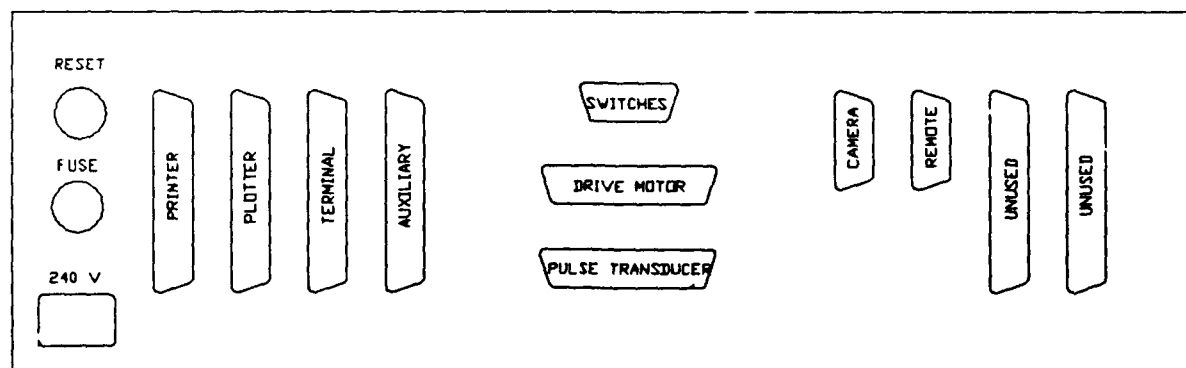 RESET
FUSE
240 V
PRINTER
PLOTTER
TERMINAL
AUXILIARY
SWITCHES
DRIVE MOTOR
PULSE TRANSDUCER
CAMERA
REMOTE
UNUSED
UNUSED